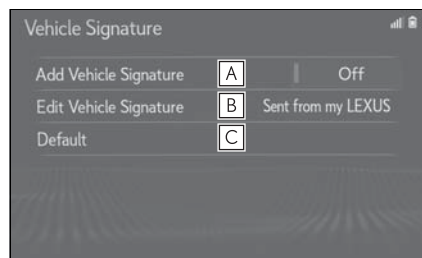 Vehicle Signature
Add Vehicle Signature A Off
Edit Vehicle Signature B Sent from my LEXUS
Default C